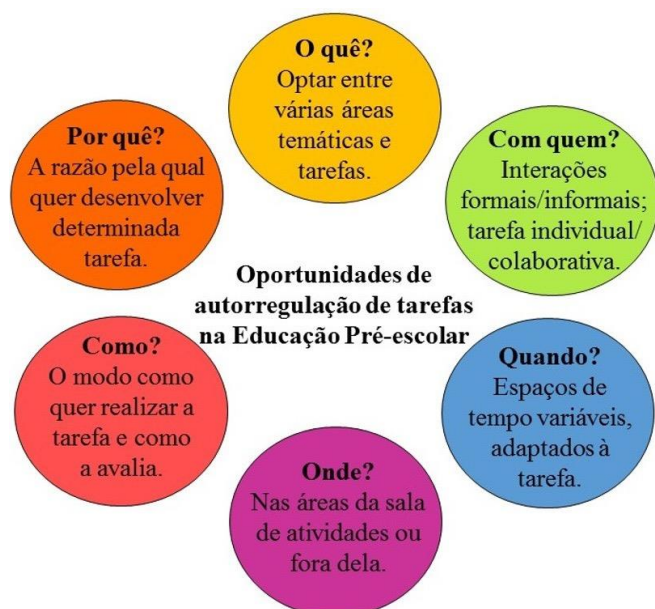 O quê?
Optar entre
várias áreas
temáticas e
tarefas.
Com quem?
Interações
formais/informais;
tarefa individual/
colaborativa.
Quando?
Espaços de
tempo variáveis,
adaptados à
tarefa.
Onde?
Nas áreas da sala
de atividades ou
fora dela.
Como?
O modo como
quer realizar a
tarefa e como
a avalia.
Por quê?
A razão pela qual
quer desenvolver
determinada
tarefa.
Oportunidades de
autorregulação de tarefas
na Educação Pré-escolar